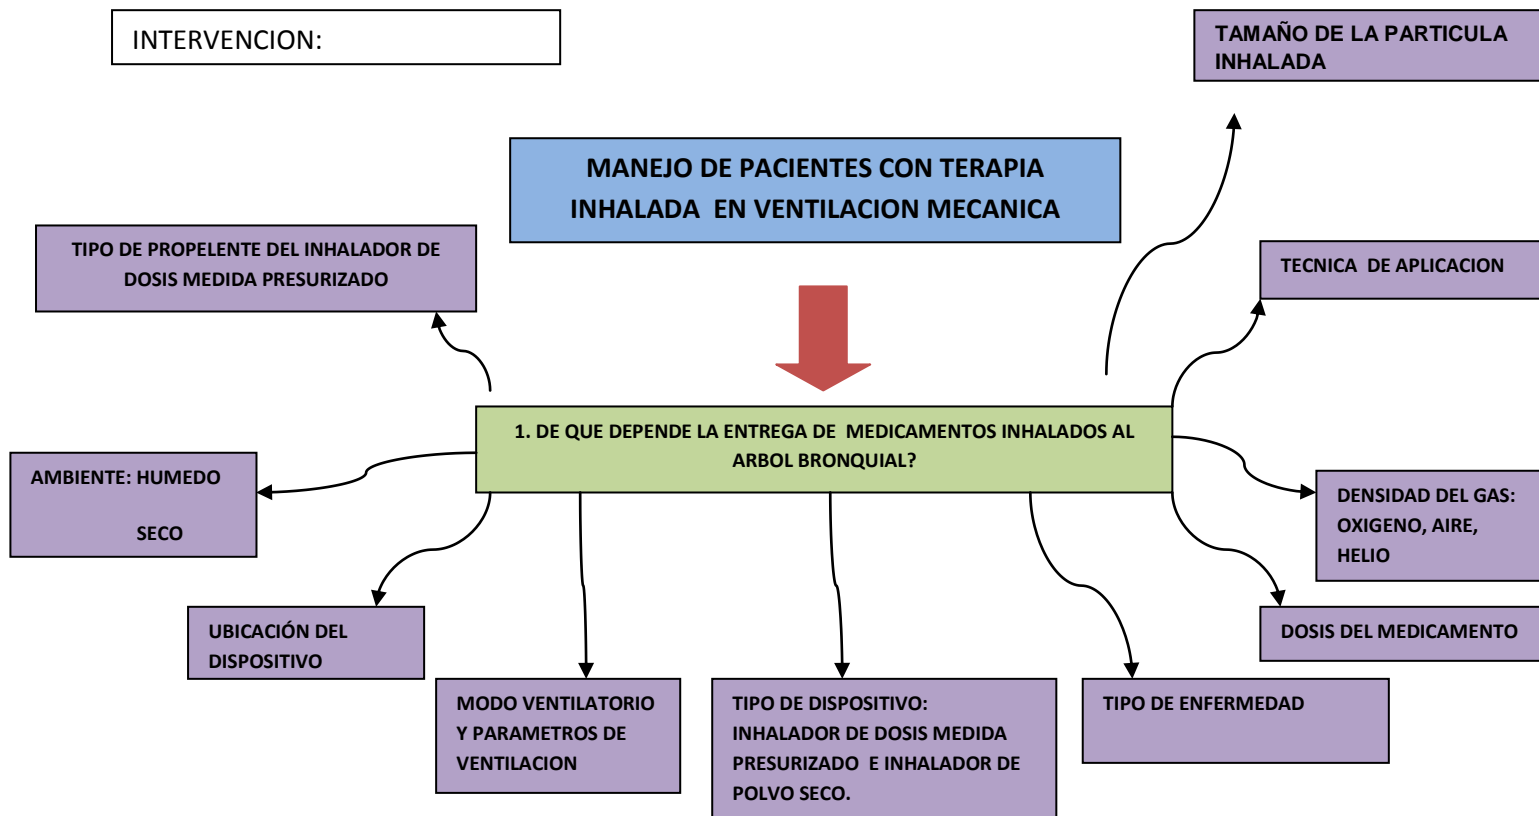 INTERVENCION:
TAMAÑO DE LA PARTICULA
INHALADA
MANEJO DE PACIENTES CON TERAPIA
INHALADA EN VENTILACION MECANICA
TIPO DE PROPELENTE DEL INHALADOR DE
DOSIS MEDIDA PRESURIZADO
TECNICA DE APLICACION
1. DE QUE DEPENDE LA ENTREGA DE MEDICAMENTOS INHALADOS AL
ARBOL BRONQUIAL?
AMBIENTE: HUMEDO
SECO
DENSIDAD DEL GAS:
OXIGENO, AIRE,
HELIO
UBICACIÓN DEL
DISPOSITIVO
DOSIS DEL MEDICAMENTO
MODO VENTILATORIO
Y PARAMETROS DE
VENTILACION
TIPO DE DISPOSITIVO:
INHALADOR DE DOSIS MEDIDA
PRESURIZADO E INHALADOR DE
POLVO SECO.
TIPO DE ENFERMEDAD